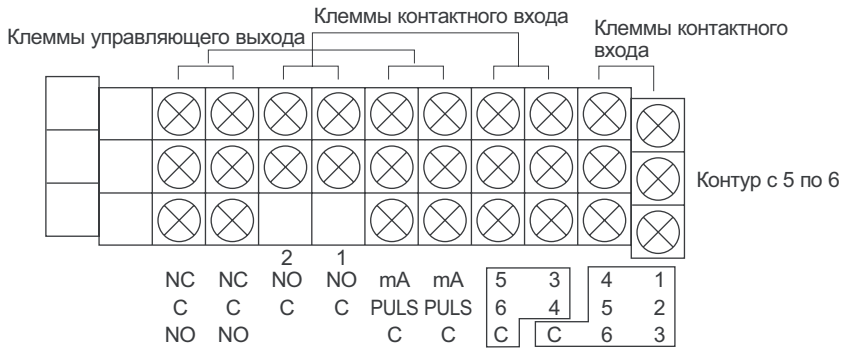 Клеммы контактного входа
Клеммы управляющего выхода
Клеммы контактного
входа
Контур с 5 по 6
2 1
NC NC NO NO mA mA 5 3 4 1
C C C C PULS PULS 6 4 5 2
NO NO C C C C 6 3